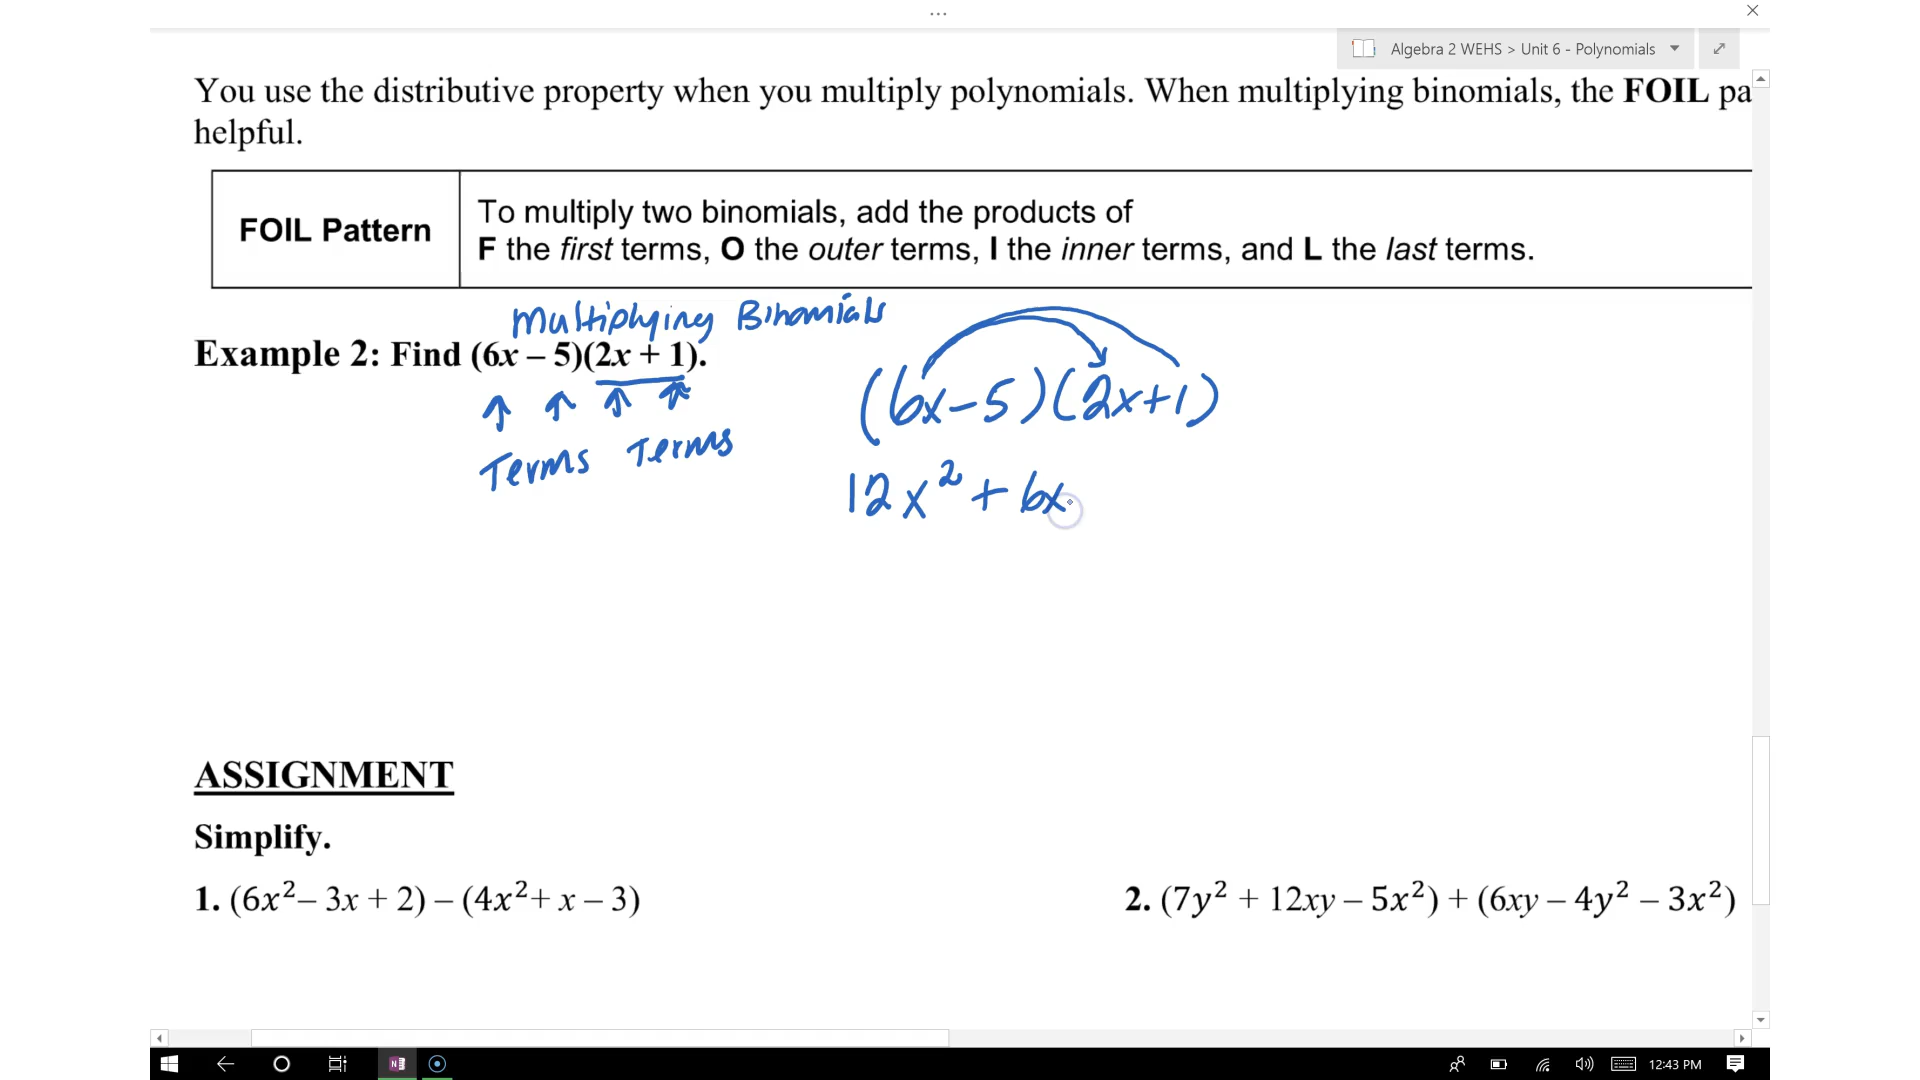 Algebra 2 WEHS > Unit 6 - Polynomials
You use the distributive property when you multiply polynomials. When multiplying binomials, the FOIL pa
helpful.
FOIL Pattern
To multiply two binomials, add the products of
F the first terms, O the outer terms, I the inner terms, and L the last terms.
Multiplying Binomials
Example 2: Find (6x – 5)(2x + 1).
(6x-5)(2x+1)
Terms Terms
12x² + 6x
ASSIGNMENT
Simplify.
1. (6x² – 3x + 2) – (4x² + x – 3)
2. (7y² + 12xy – 5x²) + (6xy – 4y² – 3x²)
12:43 PM